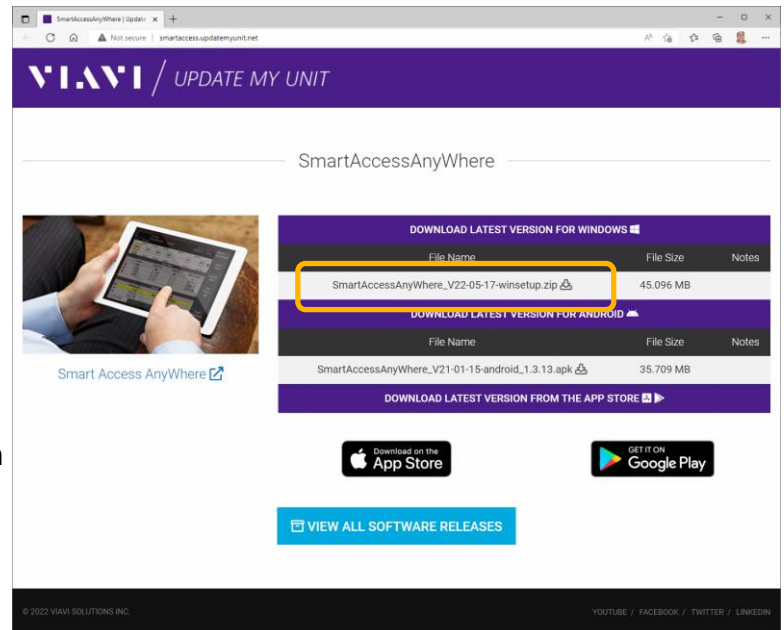 SmartAccessAnyWhere | Updat
Not secure | smartaccess.updatemyunit.net
VIAVI / UPDATE MY UNIT
SmartAccessAnyWhere
DOWNLOAD LATEST VERSION FOR WINDOWS
File Name File Size Notes
SmartAccessAnyWhere_V22-05-17-winsetup.zip 45.096 MB
DOWNLOAD LATEST VERSION FOR ANDROID
File Name File Size Notes
SmartAccessAnyWhere_V21-01-15-android_1.3.13.apk 35.709 MB
Smart Access AnyWhere
DOWNLOAD LATEST VERSION FROM THE APP STORE
Download on the
App Store
GET IT ON
Google Play
VIEW ALL SOFTWARE RELEASES
© 2022 VIAVI SOLUTIONS INC.
YOUTUBE / FACEBOOK / TWITTER / LINKEDIN